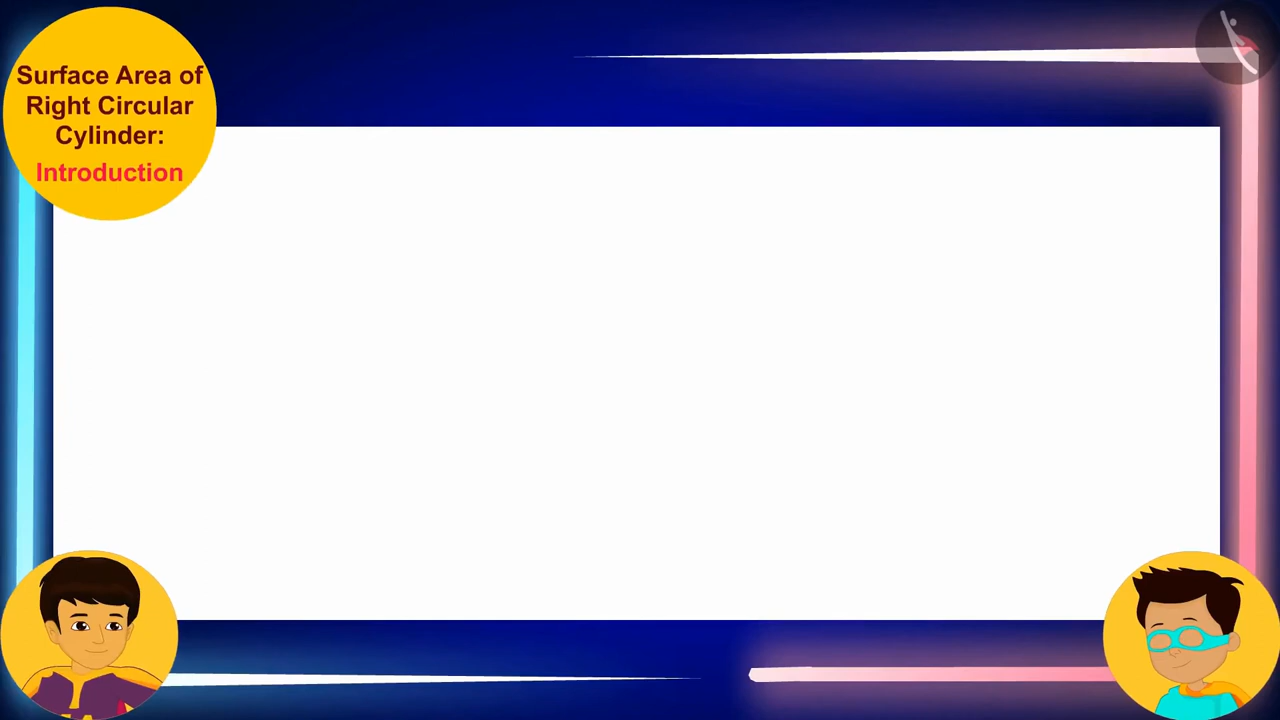 Surface Area of
Right Circular
Cylinder:
Introduction